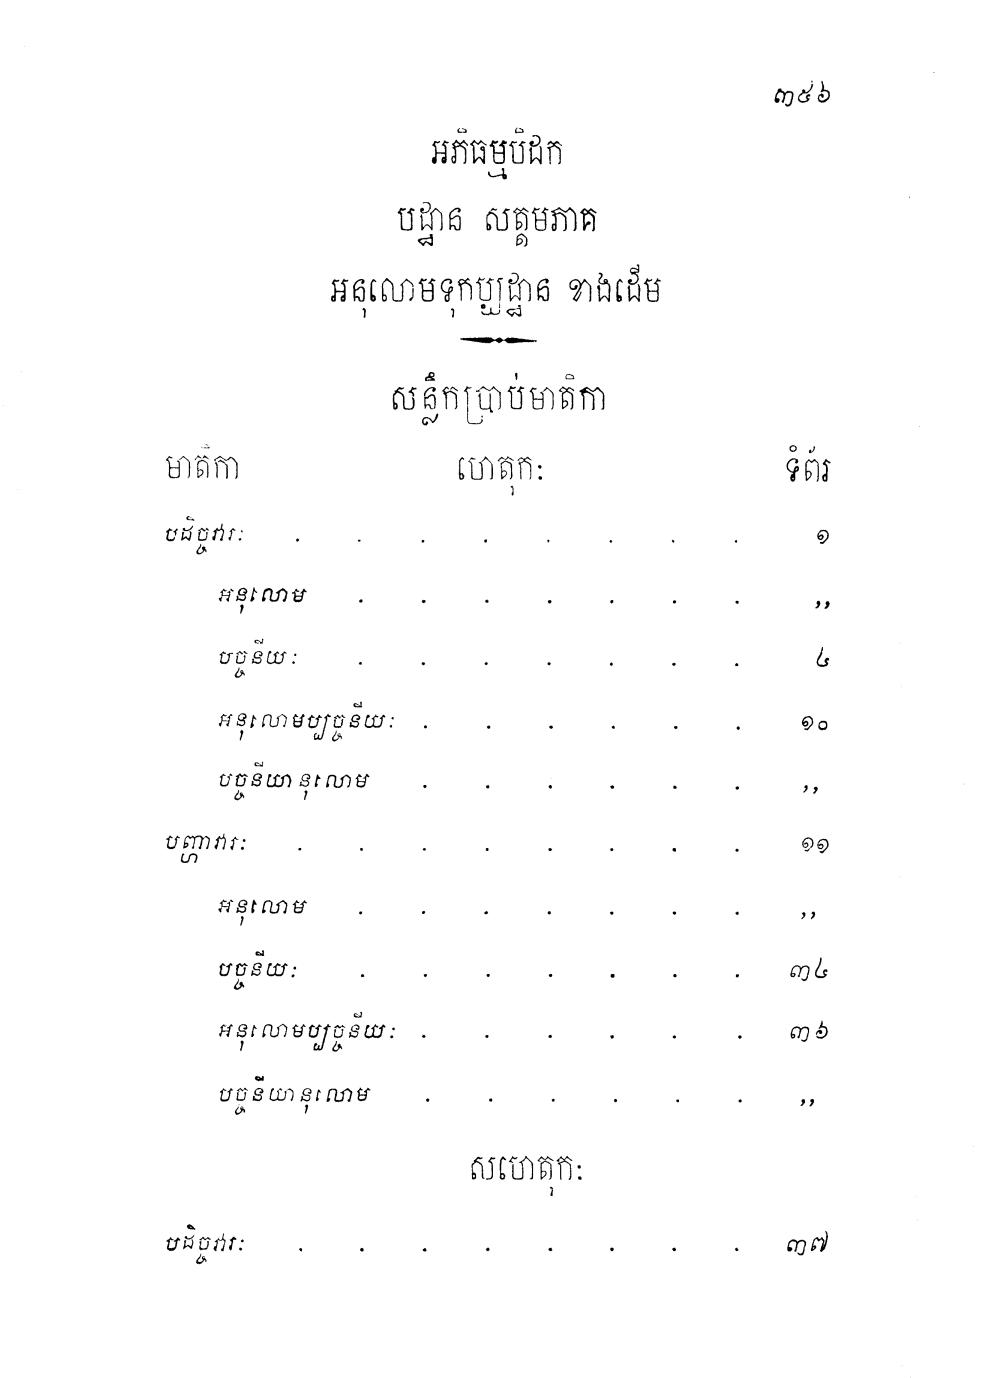 ៣៥៦
អភិធម្មបិដក
បដ្ឋាន សត្តមភាគ
អនុលោមទុកប្បដ្ឋាន ខាងដើម
សន្លឹកប្រាប់មាតិកា
មាតិកា ហេតុកៈ ទំព័រ
បដិច្ចវារៈ . . . . . . . . ១
អនុលោម . . . . . . . ,,
បច្ចនីយៈ . . . . . . . ៤
អនុលោមប្បច្ចនីយៈ . . . . . . ១០
បច្ចនីយានុលោម . . . . . . ,,
បញ្ហាវារៈ . . . . . . . . ១១
អនុលោម . . . . . . . ,,
បច្ចនីយៈ . . . . . . . ៣៤
អនុលោមប្បច្ចនីយៈ . . . . . . ៣៦
បច្ចនីយានុលោម . . . . . . ,,
សហេតុកៈ
បដិច្ចវារៈ . . . . . . . . ៣៧